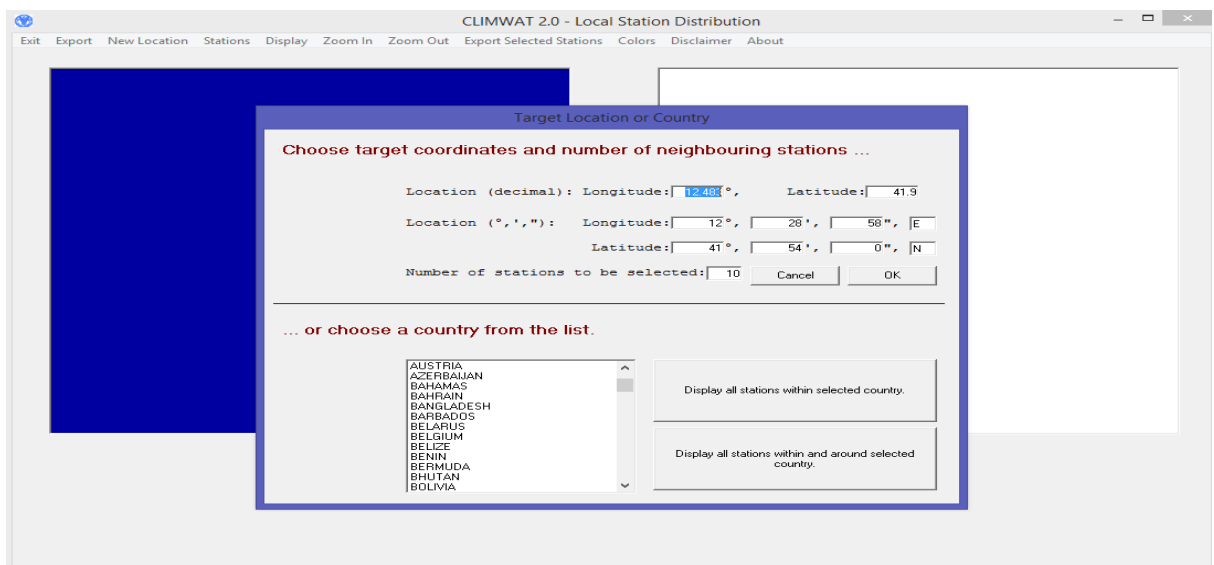 CLIMWAT 2.0 - Local Station Distribution
Exit Export New Location Stations Display Zoom In Zoom Out Export Selected Stations Colors Disclaimer About
Target Location or Country
Choose target coordinates and number of neighbouring stations ...
Location (decimal): Longitude: 12.483 °, Latitude: 41.9
Location (°,',"): Longitude: 12 °, 28 ', 58 ", E
Latitude: 41 °, 54 ', 0 ", N
Number of stations to be selected: 10 Cancel OK
... or choose a country from the list.
AUSTRIA
AZERBAIJAN
BAHAMAS
BAHRAIN
BANGLADESH
BARBADOS
BELARUS
BELGIUM
BELIZE
BENIN
BERMUDA
BHUTAN
BOLIVIA
Display all stations within selected country.
Display all stations within and around selected
country.